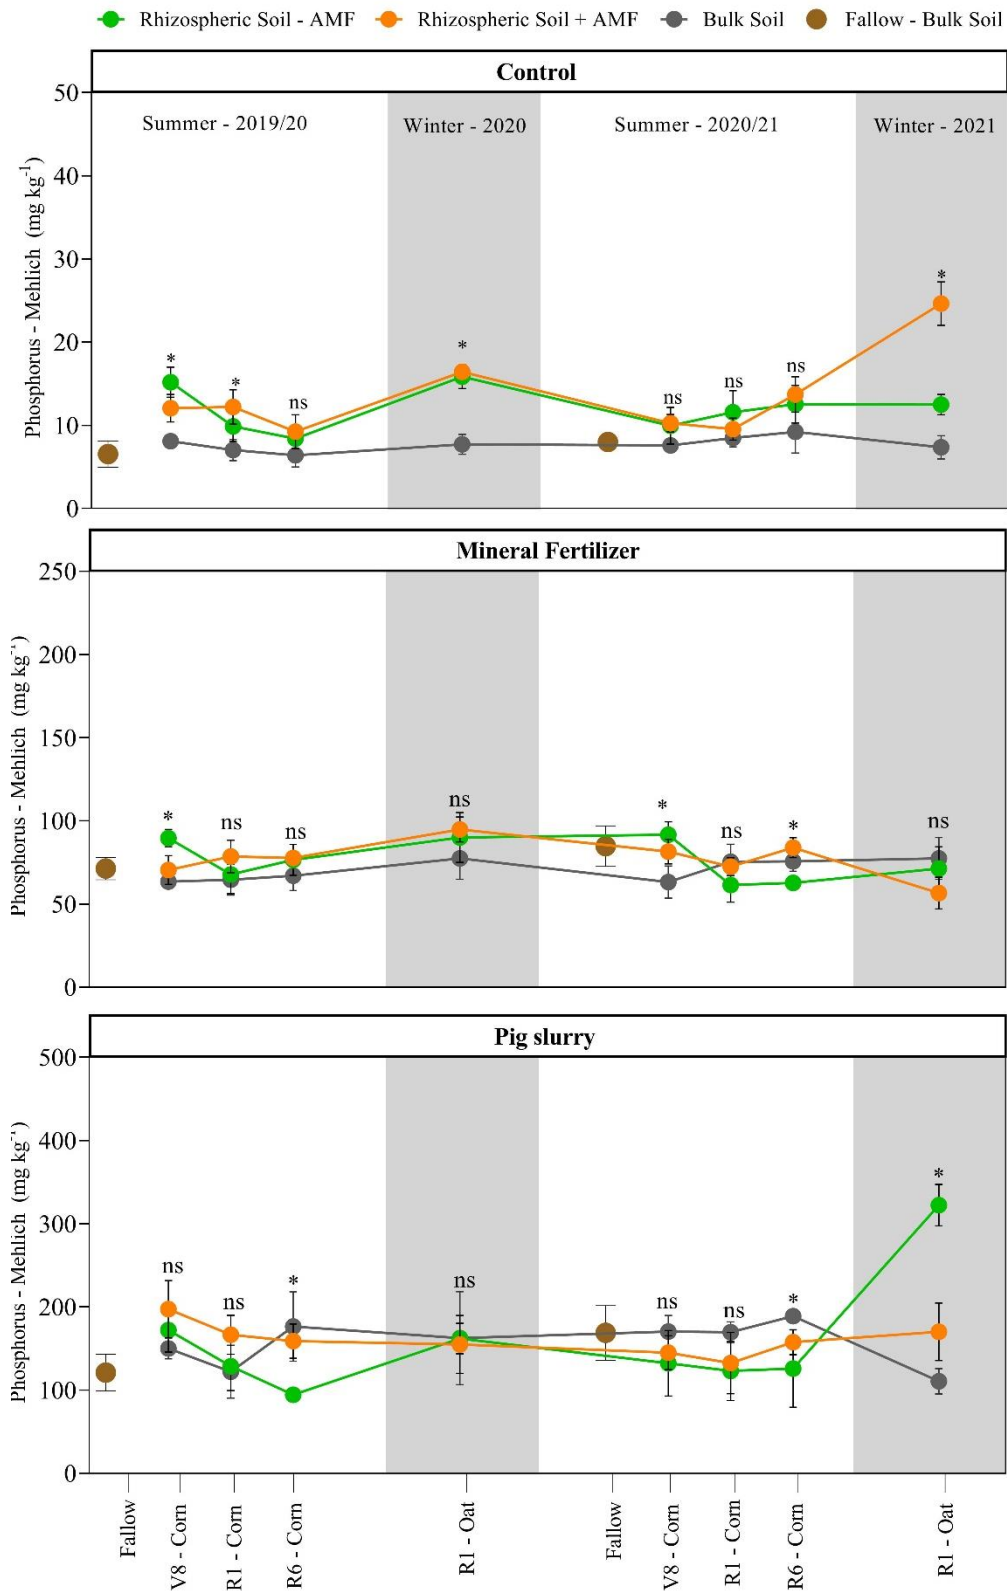 Rhizospheric Soil - AMF Rhizospheric Soil + AMF Bulk Soil Fallow - Bulk Soil
Control
Phosphorus - Mehlich (mg kg⁻¹)
50
40
30
20
10
0
Summer - 2019/20 Winter - 2020 Summer - 2020/21 Winter - 2021
* * ns * ns ns ns *
Mineral Fertilizer
Phosphorus - Mehlich (mg kg⁻¹)
250
200
150
100
50
0
* ns ns ns * ns * ns
Pig slurry
Phosphorus - Mehlich (mg kg⁻¹)
500
400
300
200
100
0
ns ns * ns ns ns * *
Fallow
V8 - Corn
R1 - Corn
R6 - Corn
R1 - Oat
Fallow
V8 - Corn
R1 - Corn
R6 - Corn
R1 - Oat